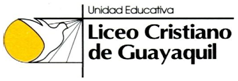 Unidad Educativa
Liceo Cristiano
de Guayaquil